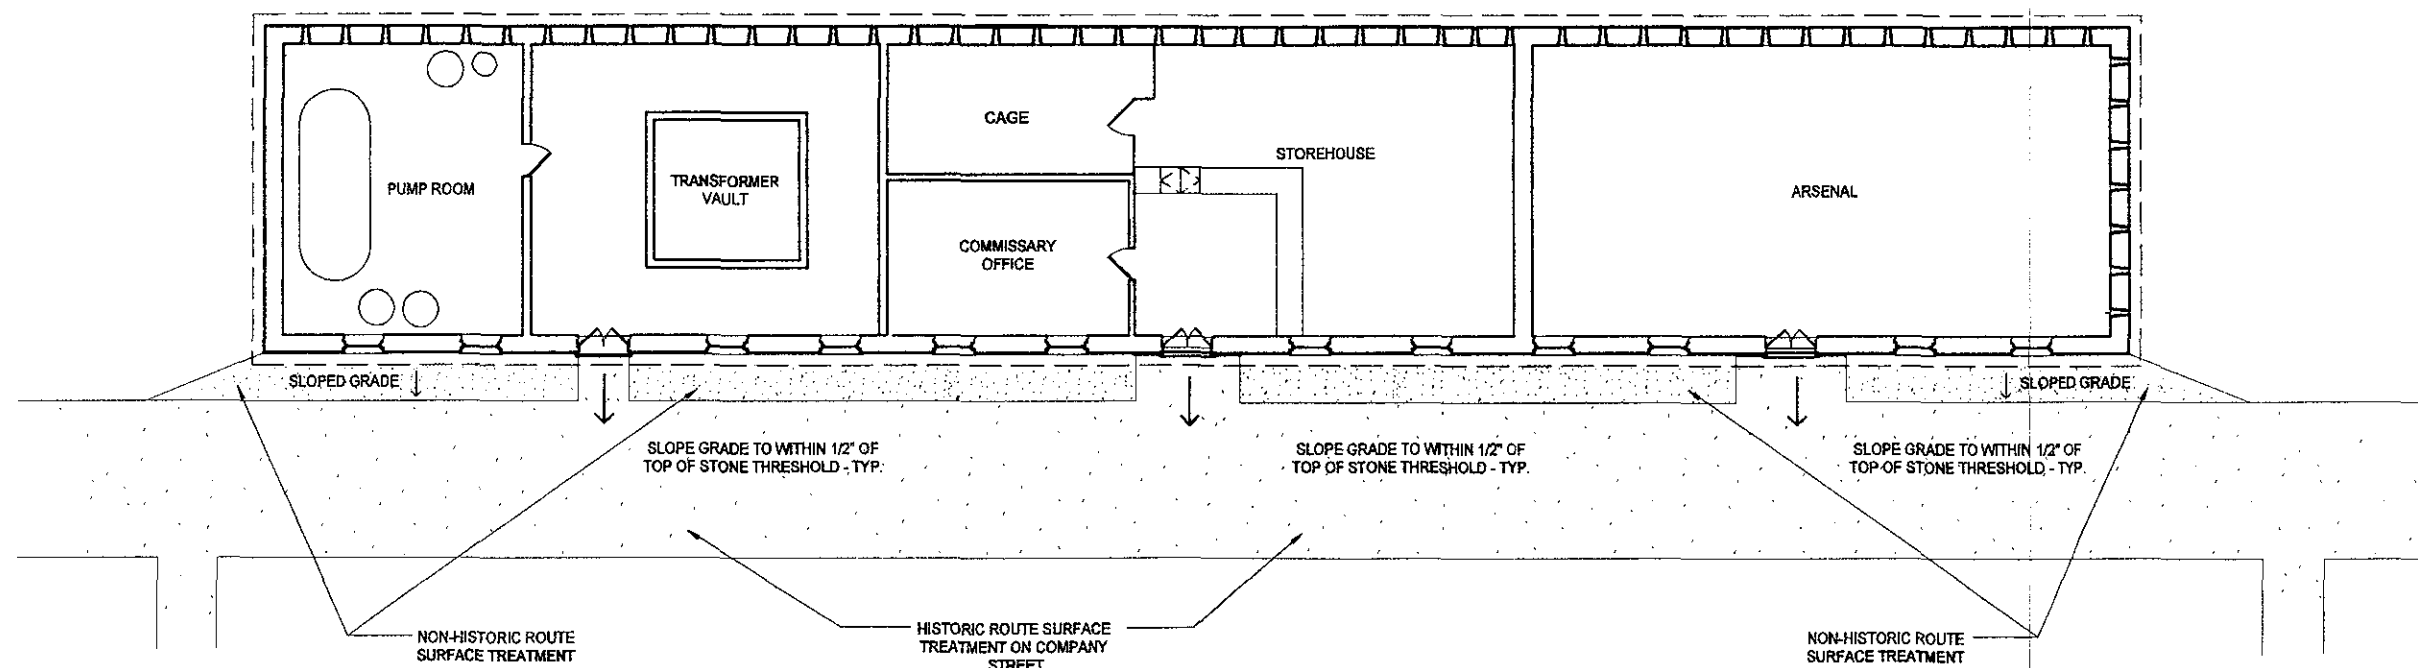 CAGE
STOREHOUSE
PUMP ROOM
TRANSFORMER
VAULT
ARSENAL
COMMISSARY
OFFICE
SLOPED GRADE
SLOPED GRADE
SLOPE GRADE TO WITHIN 1/2" OF
TOP OF STONE THRESHOLD - TYP.
SLOPE GRADE TO WITHIN 1/2" OF
TOP OF STONE THRESHOLD - TYP.
SLOPE GRADE TO WITHIN 1/2" OF
TOP OF STONE THRESHOLD - TYP.
NON-HISTORIC ROUTE
SURFACE TREATMENT
HISTORIC ROUTE SURFACE
TREATMENT ON COMPANY
STREET
NON-HISTORIC ROUTE
SURFACE TREATMENT